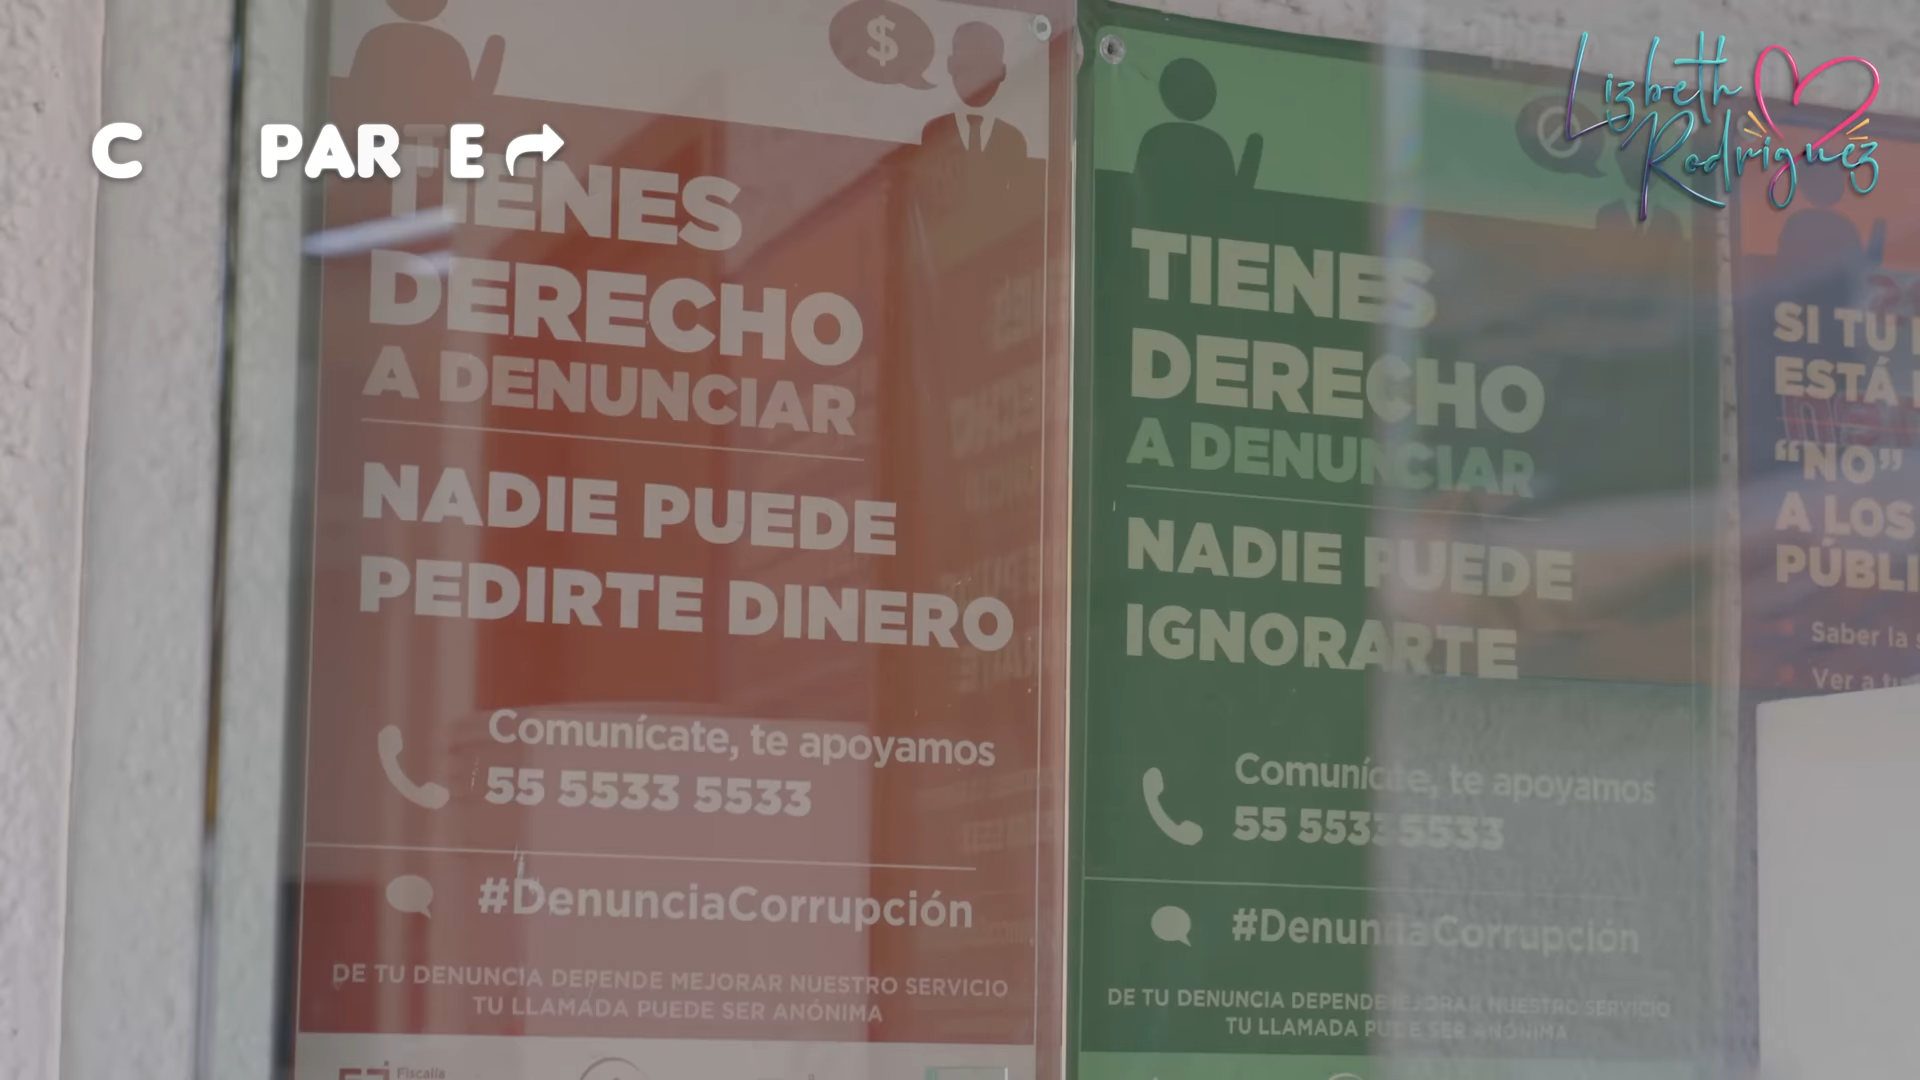 C PARTE
Lizbeth
Rodriguez
$
TIENES
DERECHO
A DENUNCIAR
NADIE PUEDE
PEDIRTE DINERO
Comunícate, te apoyamos
55 5533 5533
#DenunciaCorrupción
DE TU DENUNCIA DEPENDE MEJORAR NUESTRO SERVICIO
TU LLAMADA PUEDE SER ANÓNIMA
Fiscalía
TIENES
DERECHO
A DENUNCIAR
NADIE PUEDE
IGNORARTE
Comunícate, te apoyamos
55 5533 5533
#DenunciaCorrupción
DE TU DENUNCIA DEPENDE MEJORAR NUESTRO SERVICIO
TU LLAMADA PUEDE SER ANÓNIMA
SI TU
ESTÁ
“NO”
A LOS
PÚBLI
Saber la
Ver a tu